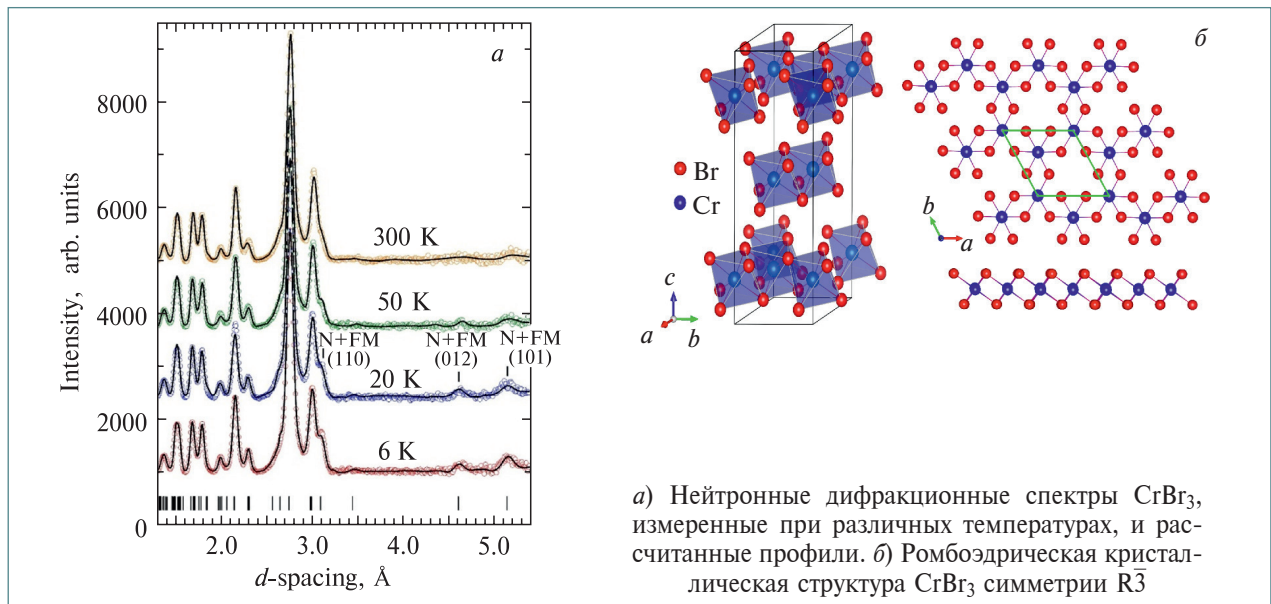 а
8000
6000
4000
2000
0
Intensity, arb. units
300 K
50 K
N+FM
(110)
N+FM
(012)
N+FM
(101)
20 K
6 K
2.0
3.0
4.0
5.0
d-spacing, Å
б
Br
Cr
c
a
b
b
a
а) Нейтронные дифракционные спектры CrBr₃,
измеренные при различных температурах, и рас-
считанные профили. б) Ромбоэдрическая кристал-
лическая структура CrBr₃ симметрии R3̅